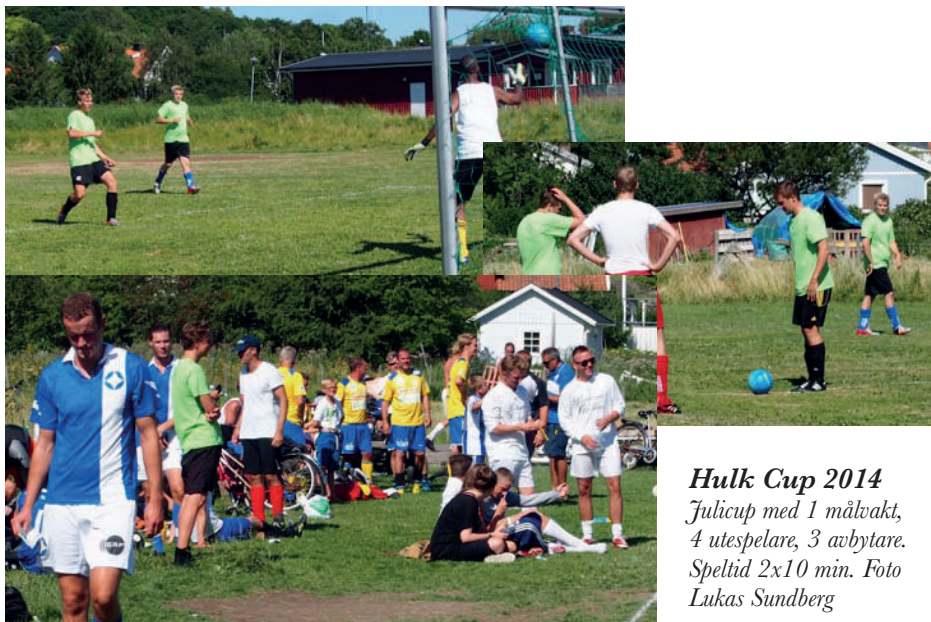 Hulk Cup 2014
Julicup med 1 målvakt,
4 utespelare, 3 avbytare.
Speltid 2x10 min. Foto
Lukas Sundberg